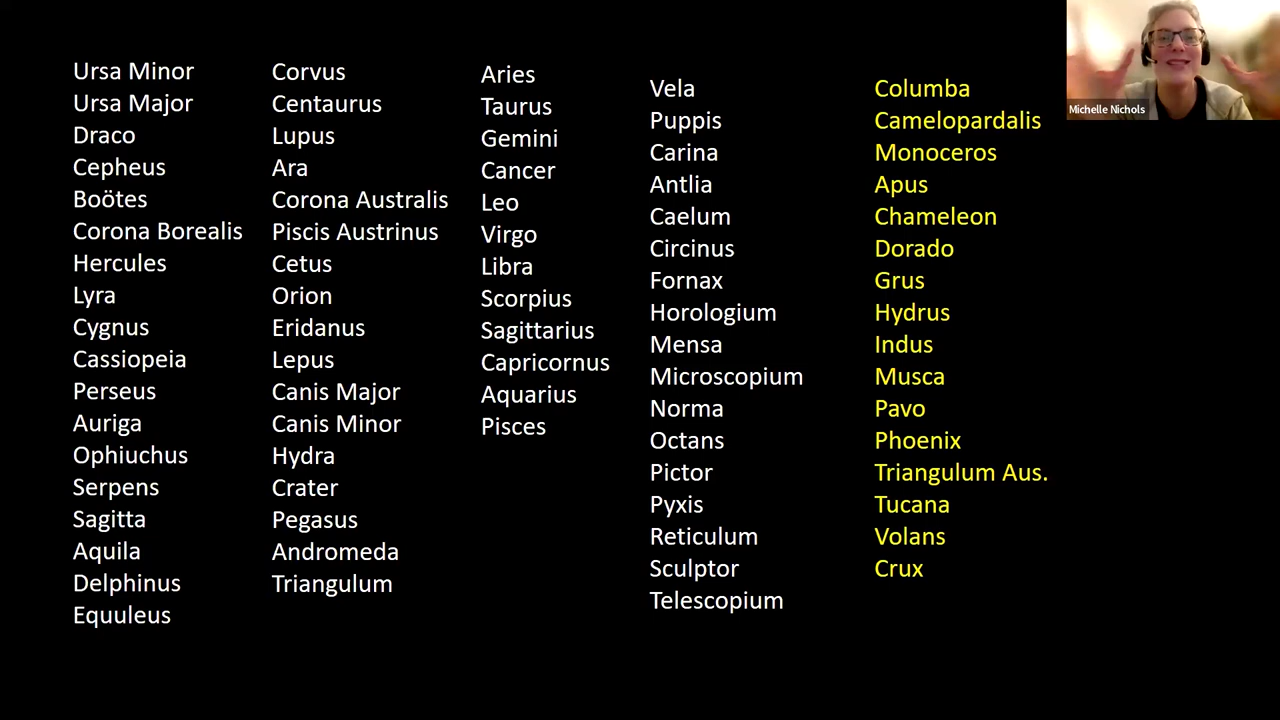 Ursa Minor
Ursa Major
Draco
Cepheus
Boötes
Corona Borealis
Hercules
Lyra
Cygnus
Cassiopeia
Perseus
Auriga
Ophiuchus
Serpens
Sagitta
Aquila
Delphinus
Equuleus
Corvus
Centaurus
Lupus
Ara
Corona Australis
Piscis Austrinus
Cetus
Orion
Eridanus
Lepus
Canis Major
Canis Minor
Hydra
Crater
Pegasus
Andromeda
Triangulum
Aries
Taurus
Gemini
Cancer
Leo
Virgo
Libra
Scorpius
Sagittarius
Capricornus
Aquarius
Pisces
Vela
Puppis
Carina
Antlia
Caelum
Circinus
Fornax
Horologium
Mensa
Microscopium
Norma
Octans
Pictor
Pyxis
Reticulum
Sculptor
Telescopium
Columba
Camelopardalis
Monoceros
Apus
Chameleon
Dorado
Grus
Hydrus
Indus
Musca
Pavo
Phoenix
Triangulum Aus.
Tucana
Volans
Crux
Michelle Nichols